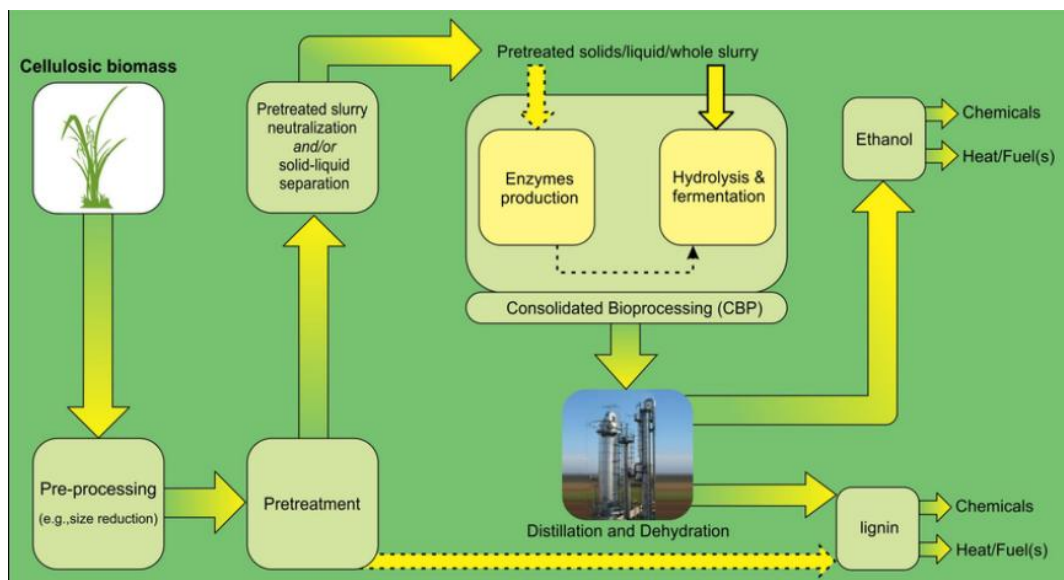 Cellulosic biomass
Pre-processing
(e.g.,size reduction)
Pretreatment
Pretreated slurry
neutralization
and/or
solid-liquid
separation
Pretreated solids/liquid/whole slurry
Enzymes
production
Hydrolysis &
fermentation
Consolidated Bioprocessing (CBP)
Distillation and Dehydration
Ethanol
Chemicals
Heat/Fuel(s)
lignin
Chemicals
Heat/Fuel(s)